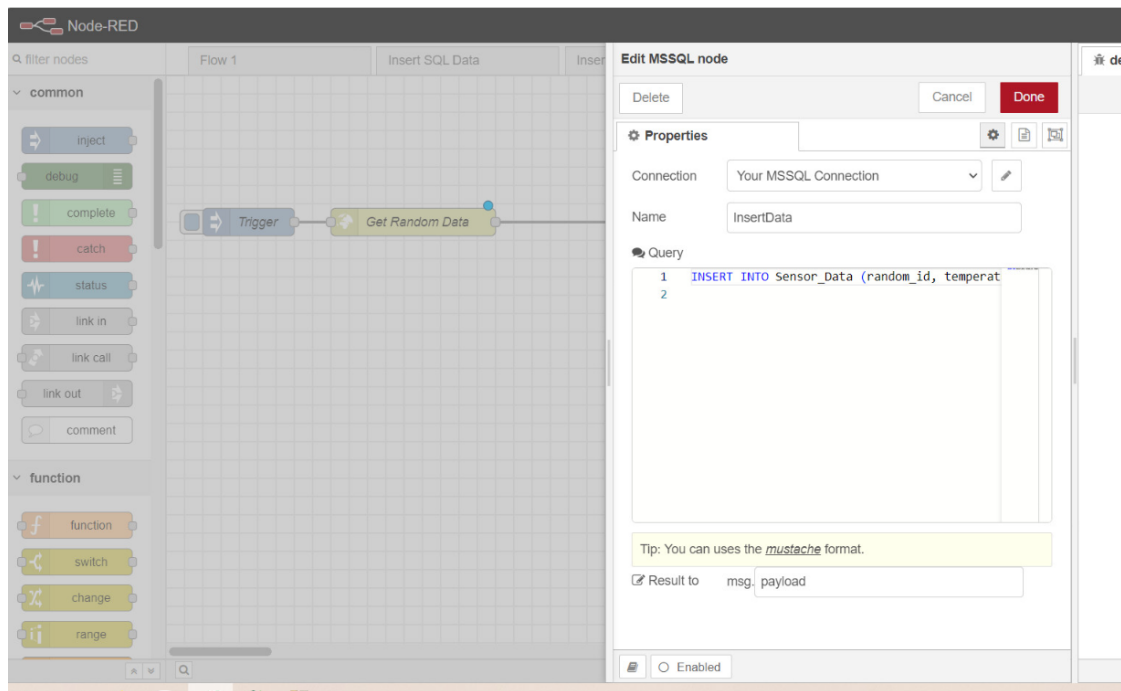 Node-RED
filter nodes
Flow 1
Insert SQL Data
Inser
common
inject
debug
complete
catch
status
link in
link call
link out
comment
function
function
switch
change
range
Trigger
Get Random Data
Edit MSSQL node
Delete
Cancel
Done
Properties
Connection
Your MSSQL Connection
Name
InsertData
Query
1 INSERT INTO Sensor_Data (random_id, temperat
2
Tip: You can uses the mustache format.
Result to
msg. payload
Enabled
de